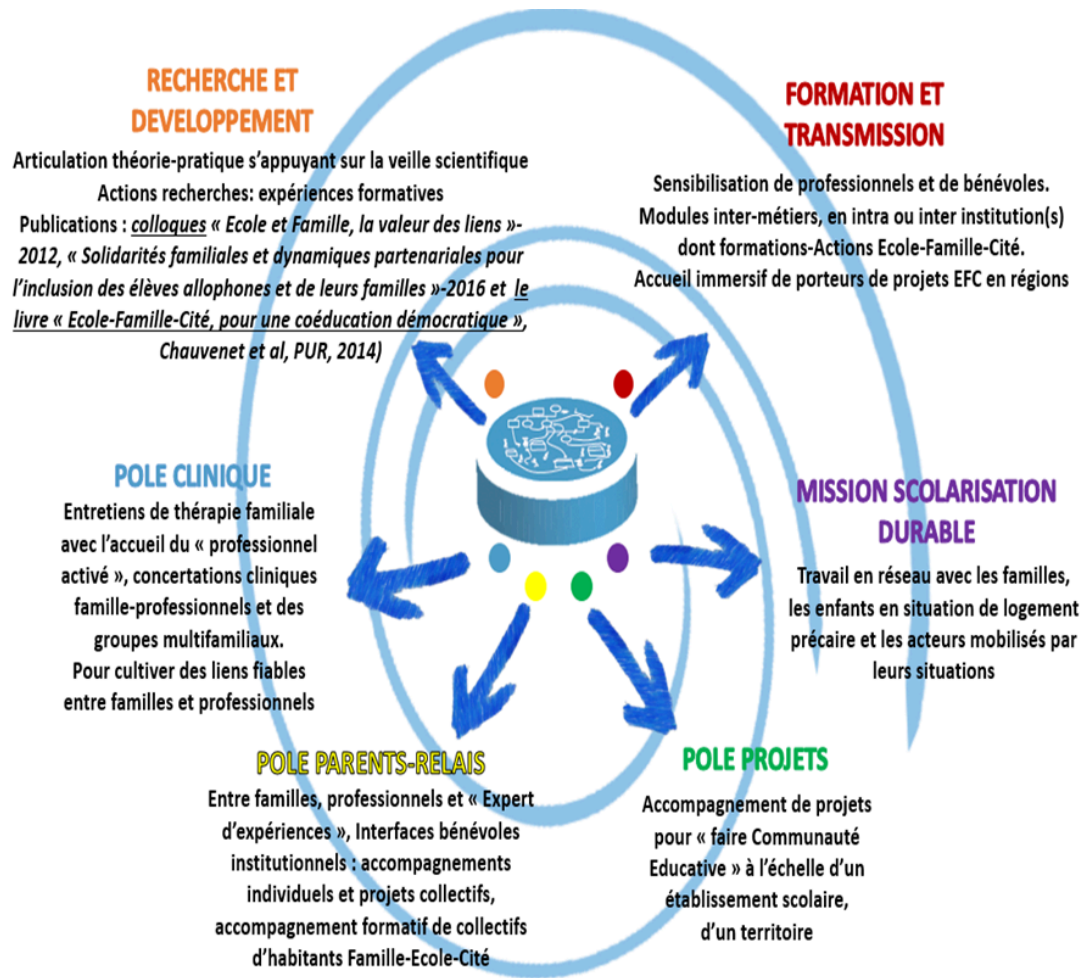 RECHERCHE ET
DEVELOPPEMENT
Articulation théorie-pratique s'appuyant sur la veille scientifique
Actions recherches: expériences formatives
Publications : colloques « Ecole et Famille, la valeur des liens »-
2012, « Solidarités familiales et dynamiques partenariales pour
l'inclusion des élèves allophones et de leurs familles »-2016 et le
livre « Ecole-Famille-Cité, pour une coéducation démocratique »,
Chauvenet et al, PUR, 2014)
FORMATION ET
TRANSMISSION
Sensibilisation de professionnels et de bénévoles.
Modules inter-métiers, en intra ou inter institution(s)
dont formations-Actions Ecole-Famille-Cité.
Accueil immersif de porteurs de projets EFC en régions
POLE CLINIQUE
Entretiens de thérapie familiale
avec l'accueil du « professionnel
activé », concertations cliniques
famille-professionnels et des
groupes multifamiliaux.
Pour cultiver des liens fiables
entre familles et professionnels
MISSION SCOLARISATION
DURABLE
Travail en réseau avec les familles,
les enfants en situation de logement
précaire et les acteurs mobilisés par
leurs situations
POLE PARENTS-RELAIS
Entre familles, professionnels et « Expert
d'expériences », Interfaces bénévoles
institutionnels : accompagnements
individuels et projets collectifs,
accompagnement formatif de collectifs
d'habitants Famille-Ecole-Cité
POLE PROJETS
Accompagnement de projets
pour « faire Communauté
Educative » à l'échelle d'un
établissement scolaire,
d'un territoire